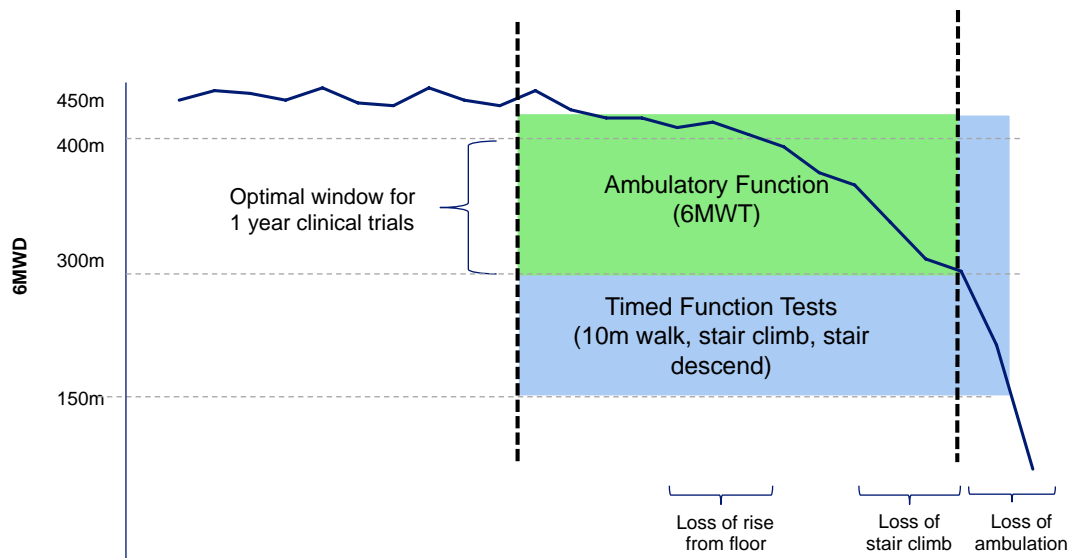 450m
400m
Optimal window for
1 year clinical trials
Ambulatory Function
(6MWT)
6MWD
300m
Timed Function Tests
(10m walk, stair climb, stair
descend)
150m
Loss of rise
from floor
Loss of
stair climb
Loss of
ambulation